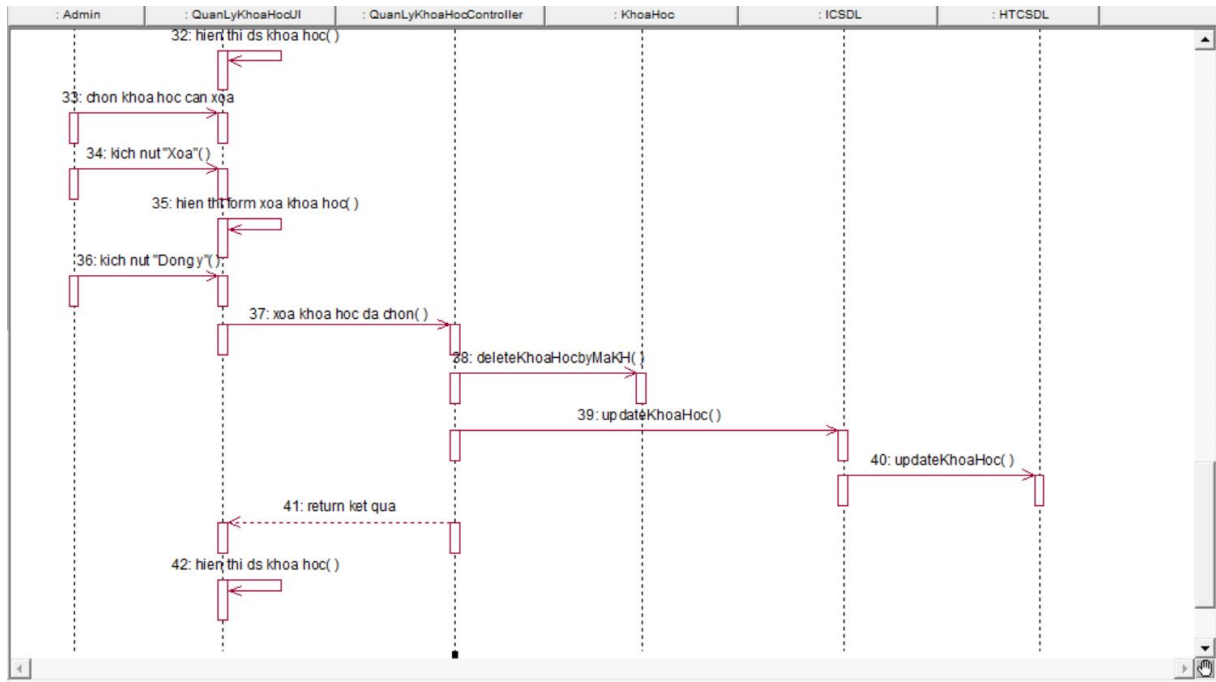 : Admin
: QuanLyKhoaHocUI
: QuanLyKhoaHocController
: KhoaHoc
: ICSDL
: HTCSDL
32: hien thi ds khoa hoc( )
33: chon khoa hoc can xoa
34: kich nut "Xoa"( )
35: hien thi form xoa khoa hoc( )
36: kich nut "Dong y"( )
37: xoa khoa hoc da chon( )
38: deleteKhoaHocbyMaKH( )
39: updateKhoaHoc( )
40: updateKhoaHoc( )
41: return ket qua
42: hien thi ds khoa hoc( )